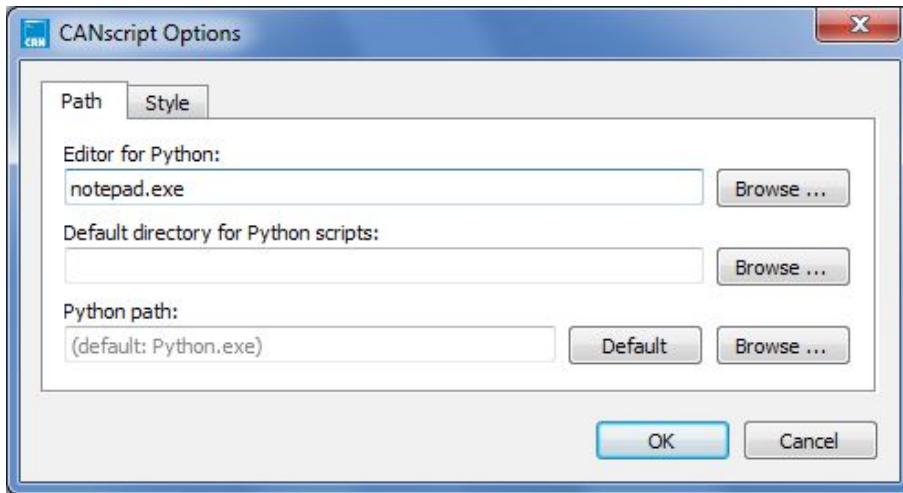 CAN CANscript Options
Path Style
Editor for Python:
notepad.exe Browse ...
Default directory for Python scripts:
Browse ...
Python path:
(default: Python.exe) Default Browse ...
OK Cancel